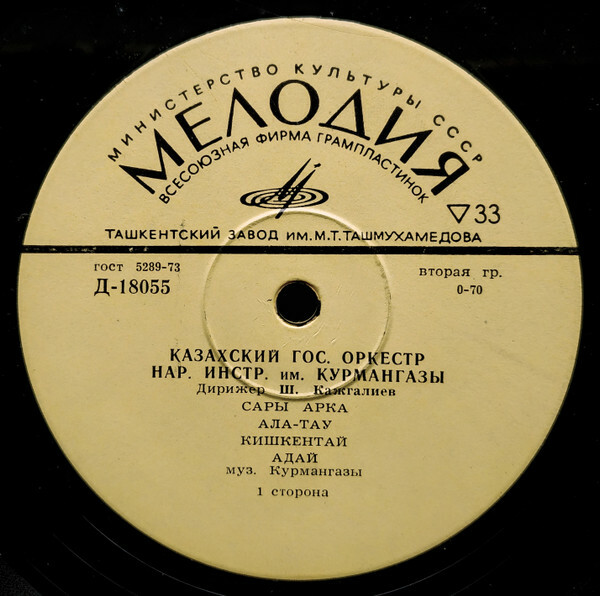 МИНИСТЕРСТВО КУЛЬТУРЫ СССР
МЕЛОДИЯ
ВСЕСОЮЗНАЯ ФИРМА ГРАМПЛАСТИНОК
▽33
ТАШКЕНТСКИЙ ЗАВОД ИМ. М.Т. ТАШМУХАМЕДОВА
гост 5289-73
вторая гр.
Д-18055
0-70
КАЗАХСКИЙ ГОС. ОРКЕСТР
НАР. ИНСТР. им. КУРМАНГАЗЫ
Дирижер Ш. Кажгалиев
САРЫ АРКА
АЛА-ТАУ
КИШКЕНТАЙ
АДАЙ
муз. Курмангазы
1 сторона